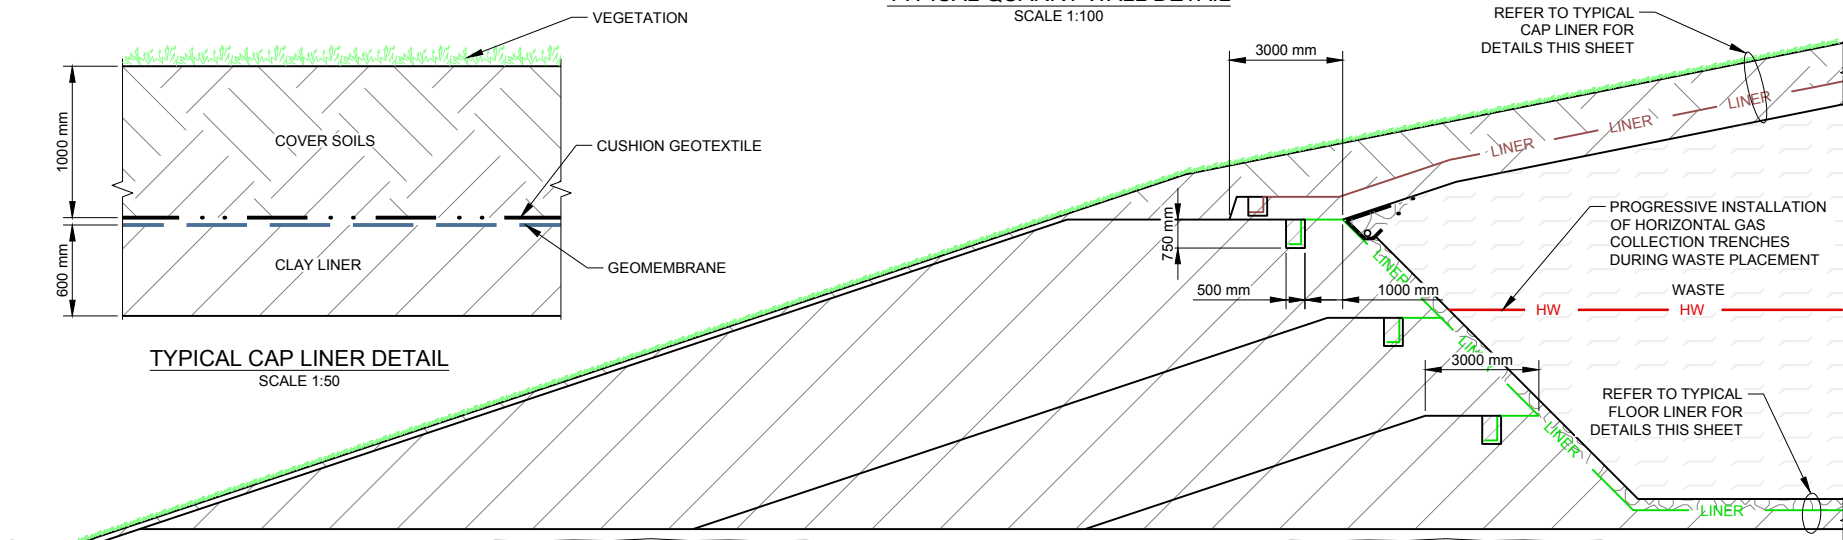 VEGETATION
SCALE 1:100
REFER TO TYPICAL
CAP LINER FOR
DETAILS THIS SHEET
3000 mm
1000 mm
COVER SOILS
CUSHION GEOTEXTILE
LINER
LINER
LINER
PROGRESSIVE INSTALLATION
OF HORIZONTAL GAS
COLLECTION TRENCHES
DURING WASTE PLACEMENT
750 mm
600 mm
CLAY LINER
GEOMEMBRANE
LINER
500 mm
1000 mm
WASTE
HW
HW
TYPICAL CAP LINER DETAIL
SCALE 1:50
3000 mm
REFER TO TYPICAL
FLOOR LINER FOR
DETAILS THIS SHEET
LINER
LINER